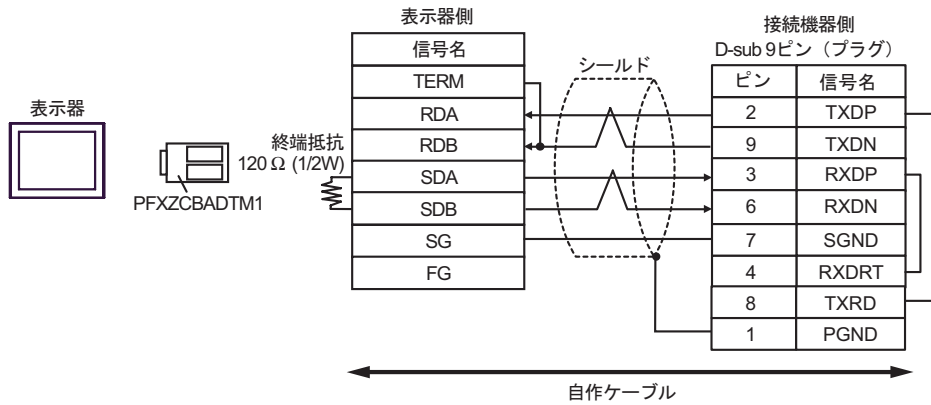 表示器
PFXZCBADTM1
終端抵抗
120 Ω (1/2W)
表示器側
信号名
TERM
RDA
RDB
SDA
SDB
SG
FG
シールド
接続機器側
D-sub 9ピン（プラグ）
ピン 信号名
2 TXDP
9 TXDN
3 RXDP
6 RXDN
7 SGND
4 RXDRT
8 TXRD
1 PGND
自作ケーブル